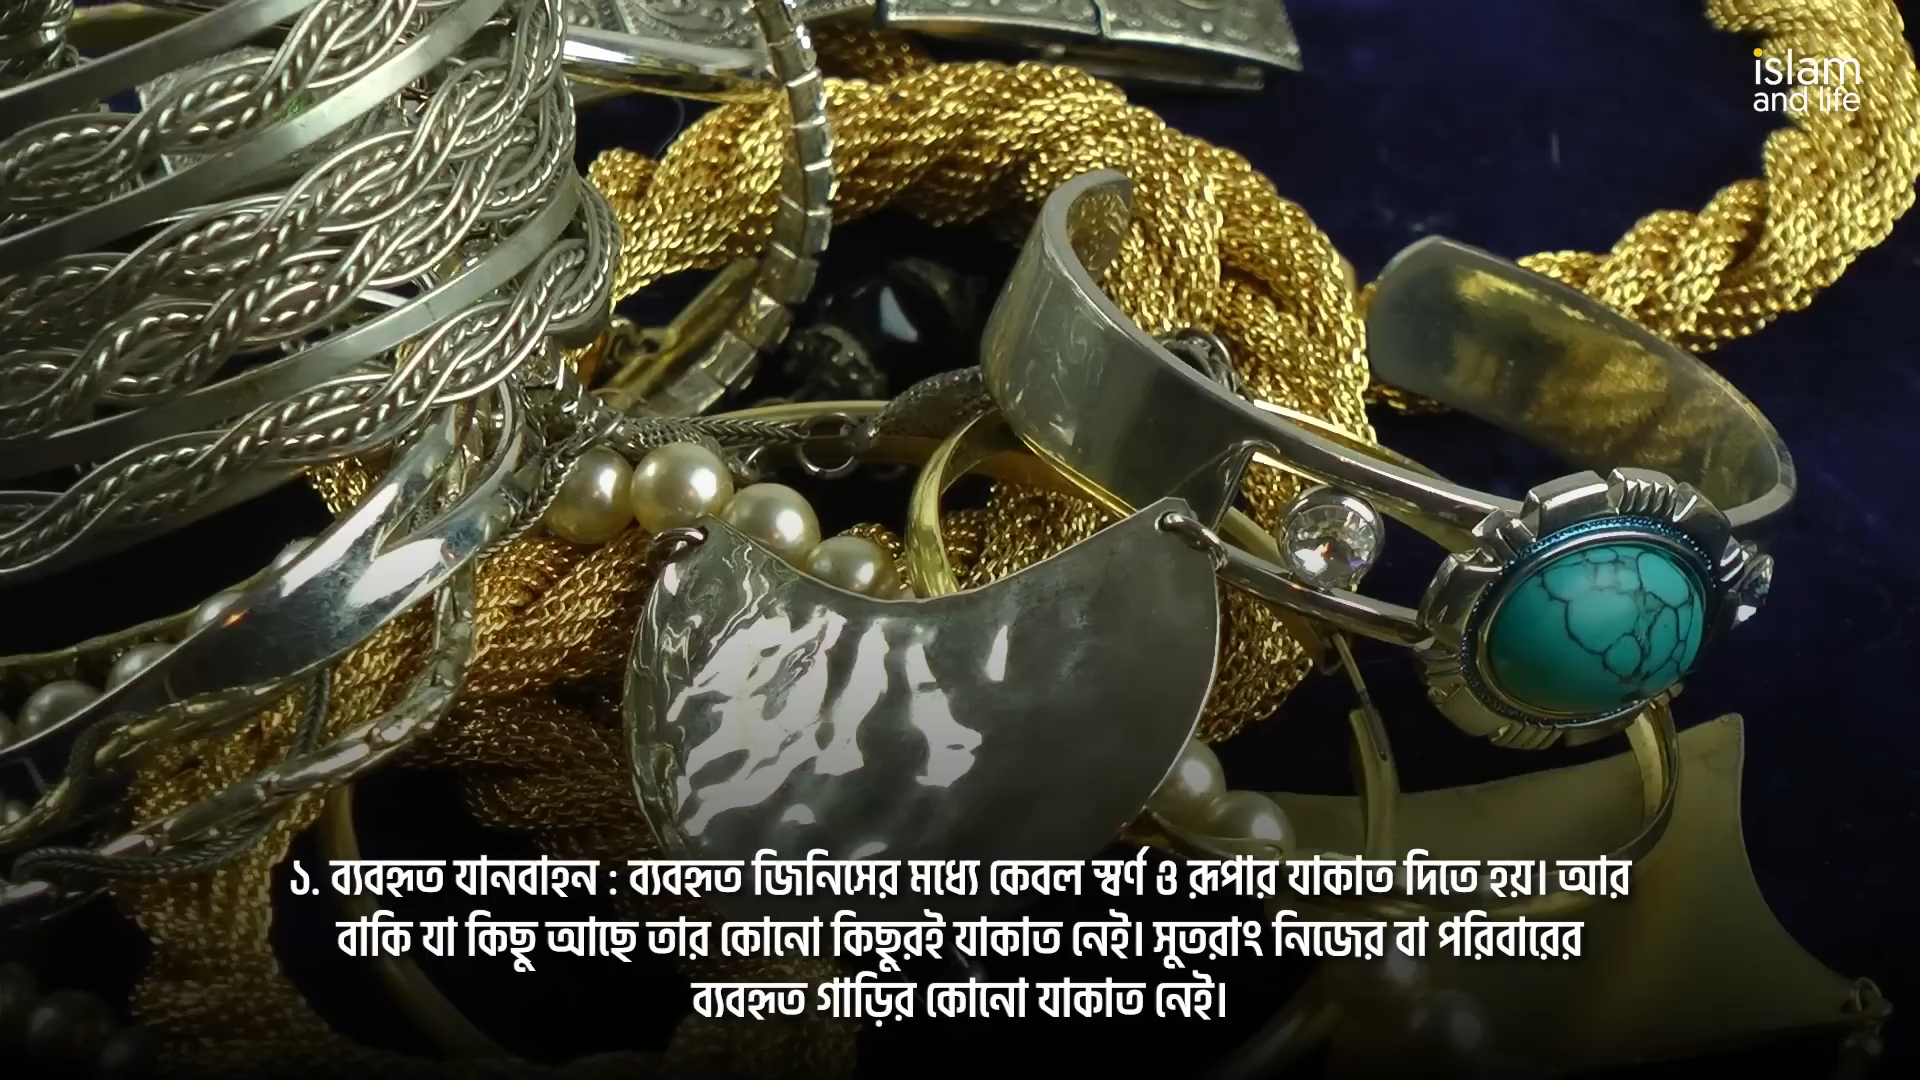 islam
and life
১. ব্যবহৃত যানবাহন : ব্যবহৃত জিনিসের মধ্যে কেবল স্বর্ণ ও রূপার যাকাত দিতে হয়। আর
বাকি যা কিছু আছে তার কোনো কিছুরই যাকাত নেই। সুতরাং নিজের বা পরিবারের
ব্যবহৃত গাড়ির কোনো যাকাত নেই।